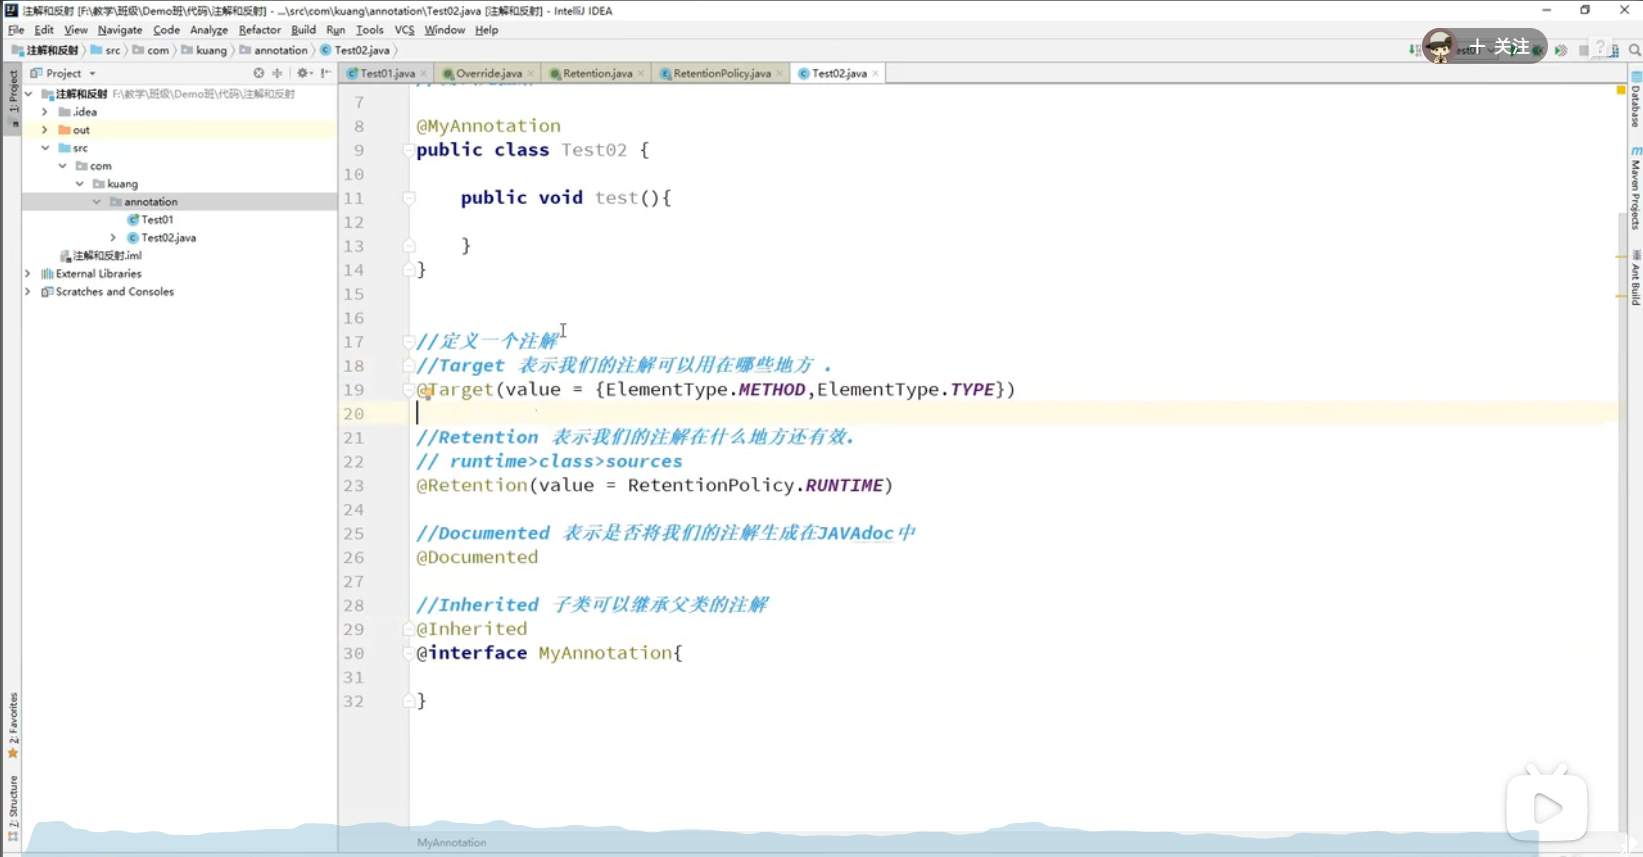 注解和反射 [F:\教学\班级\Demo班\代码\注解和反射] - ...\src\com\kuang\annotation\Test02.java [注解和反射] - IntelliJ IDEA
File Edit View Navigate Code Analyze Refactor Build Run Tools VCS Window Help
注解和反射 src com kuang annotation Test02.java
+ 关注
Project
Test01.java Override.java Retention.java RetentionPolicy.java Test02.java
注解和反射 F:\教学\班级\Demo班\代码\注解和反射
.idea
out
src
com
kuang
annotation
Test01
Test02.java
注解和反射.iml
External Libraries
Scratches and Consoles
1: Project
2: Favorites
7: Structure
Database
Maven Projects
Ant Build
7
8 @MyAnnotation
9 public class Test02 {
10
11 public void test(){
12
13 }
14 }
15
16
17 //定义一个注解
18 //Target 表示我们的注解可以用在哪些地方 .
19 @Target(value = {ElementType.METHOD,ElementType.TYPE})
20
21 //Retention 表示我们的注解在什么地方还有效.
22 // runtime>class>sources
23 @Retention(value = RetentionPolicy.RUNTIME)
24
25 //Documented 表示是否将我们的注解生成在JAVAdoc中
26 @Documented
27
28 //Inherited 子类可以继承父类的注解
29 @Inherited
30 @interface MyAnnotation{
31
32 }
MyAnnotation